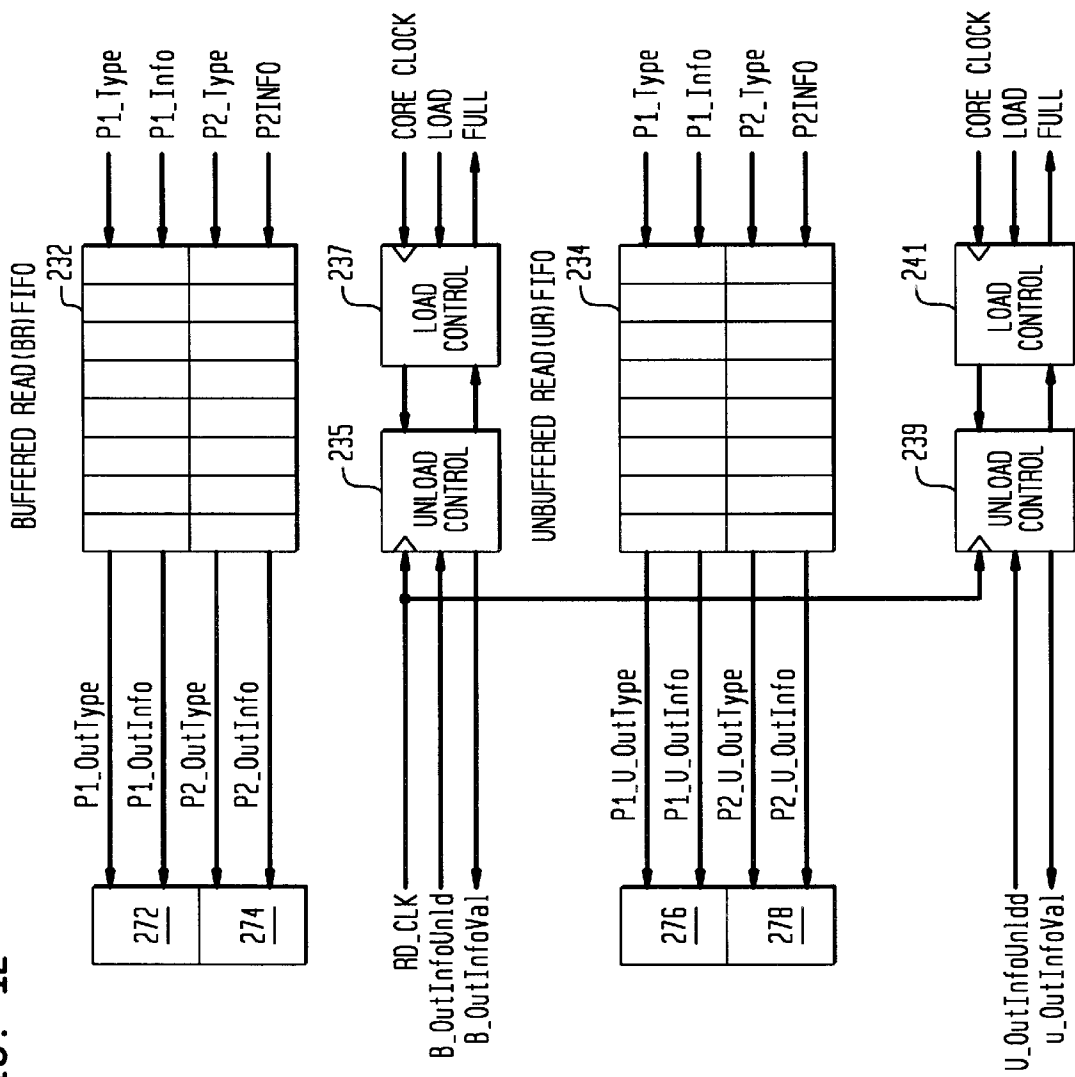 BUFFERED READ(BR)FIFO
232
P1_Type
P1_Info
P2_Type
P2INFO
P1_OutType
P1_OutInfo
P2_OutType
P2_OutInfo
272
274
235
237
UNLOAD
CONTROL
LOAD
CONTROL
CORE CLOCK
LOAD
FULL
RD_CLK
B_OutInfoUnld
B_OutInfoVal
UNBUFFERED READ(UR)FIFO
234
P1_Type
P1_Info
P2_Type
P2INFO
P1_U_OutType
P1_U_OutInfo
P2_U_OutType
P2_U_OutInfo
276
278
239
241
UNLOAD
CONTROL
LOAD
CONTROL
CORE CLOCK
LOAD
FULL
U_OutInfoUnldd
u_OutInfoVal